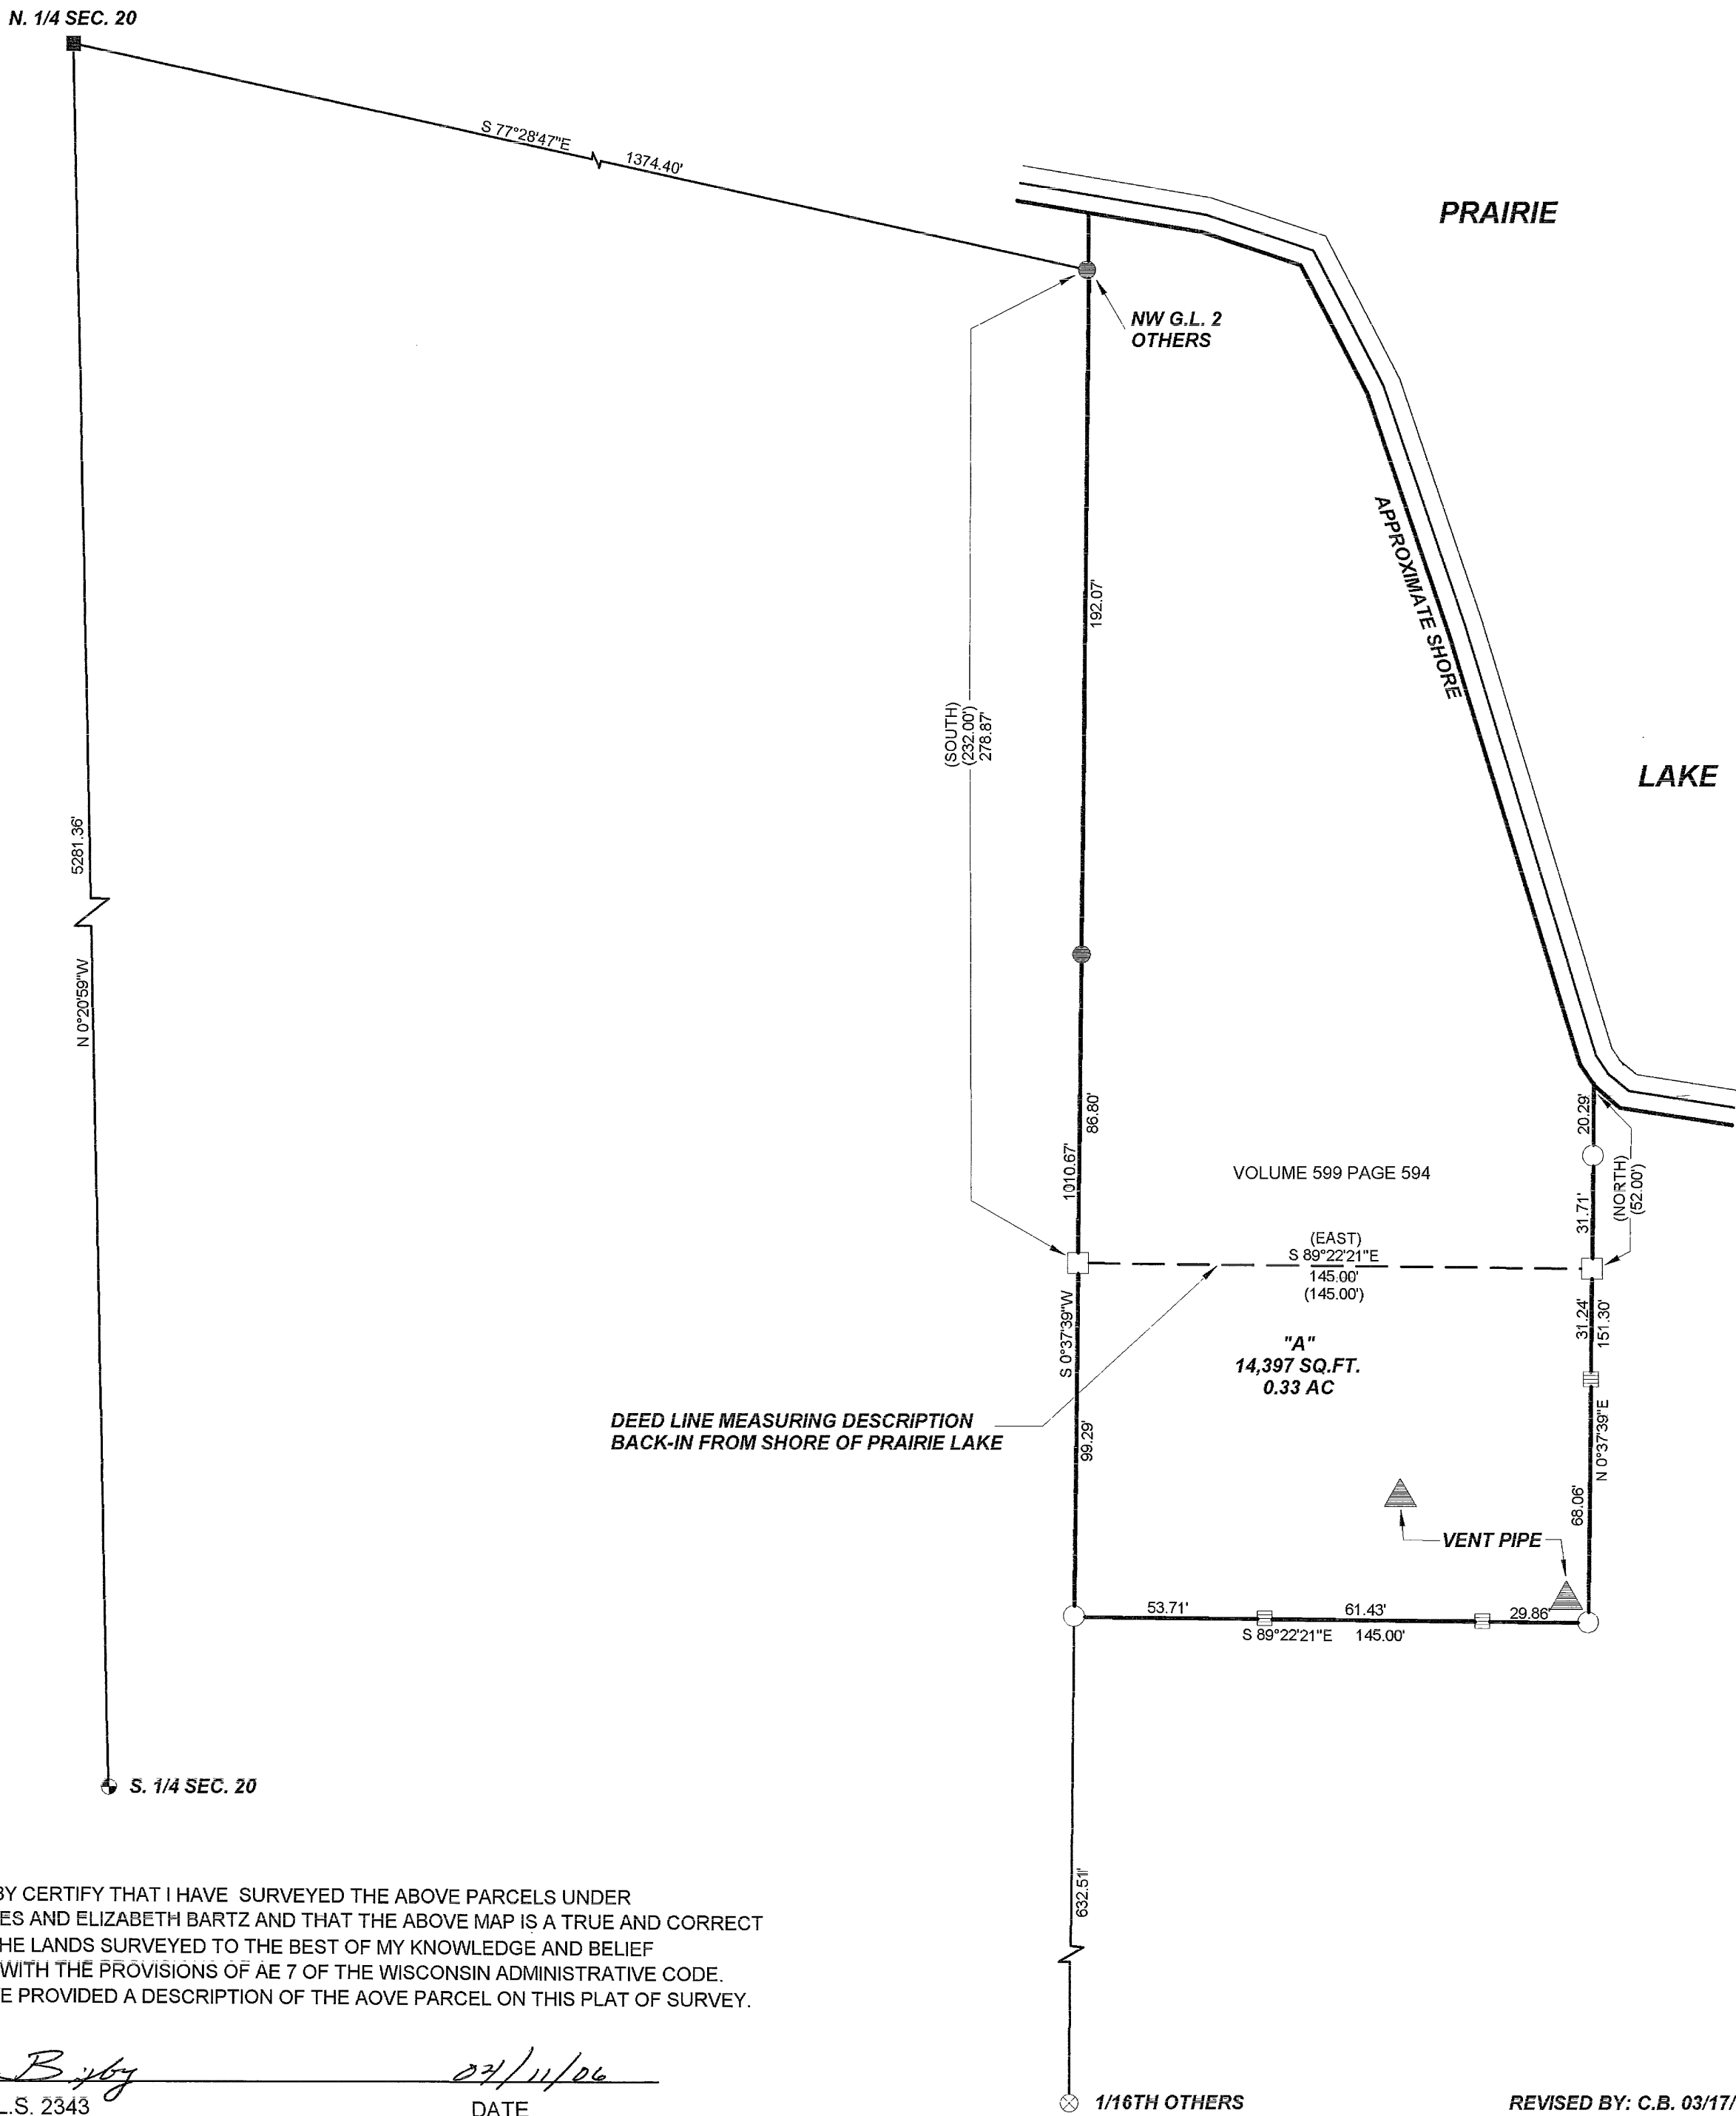 N. 1/4 SEC. 20
S 77°28'47"E
1374.40'
PRAIRIE
NW G.L. 2
OTHERS
APPROXIMATE SHORE
192.07'
(SOUTH)
(232.00')
278.87'
LAKE
5281.36'
N 0°20'59"W
86.80'
1010.67'
20.29'
VOLUME 599 PAGE 594
31.71'
(NORTH)
(52.00')
(EAST)
S 89°22'21"E
145.00'
(145.00')
S 0°37'39"W
31.24'
151.30'
"A"
14,397 SQ.FT.
0.33 AC
DEED LINE MEASURING DESCRIPTION
BACK-IN FROM SHORE OF PRAIRIE LAKE
99.29'
N 0°37'39"E
68.06'
VENT PIPE
53.71'
61.43'
29.86'
S 89°22'21"E 145.00'
S. 1/4 SEC. 20
632.51'
BY CERTIFY THAT I HAVE SURVEYED THE ABOVE PARCELS UNDER
ES AND ELIZABETH BARTZ AND THAT THE ABOVE MAP IS A TRUE AND CORRECT
HE LANDS SURVEYED TO THE BEST OF MY KNOWLEDGE AND BELIEF
WITH THE PROVISIONS OF AE 7 OF THE WISCONSIN ADMINISTRATIVE CODE.
E PROVIDED A DESCRIPTION OF THE AOVE PARCEL ON THIS PLAT OF SURVEY.
L.S. 2343
DATE
1/16TH OTHERS
REVISED BY: C.B. 03/17/